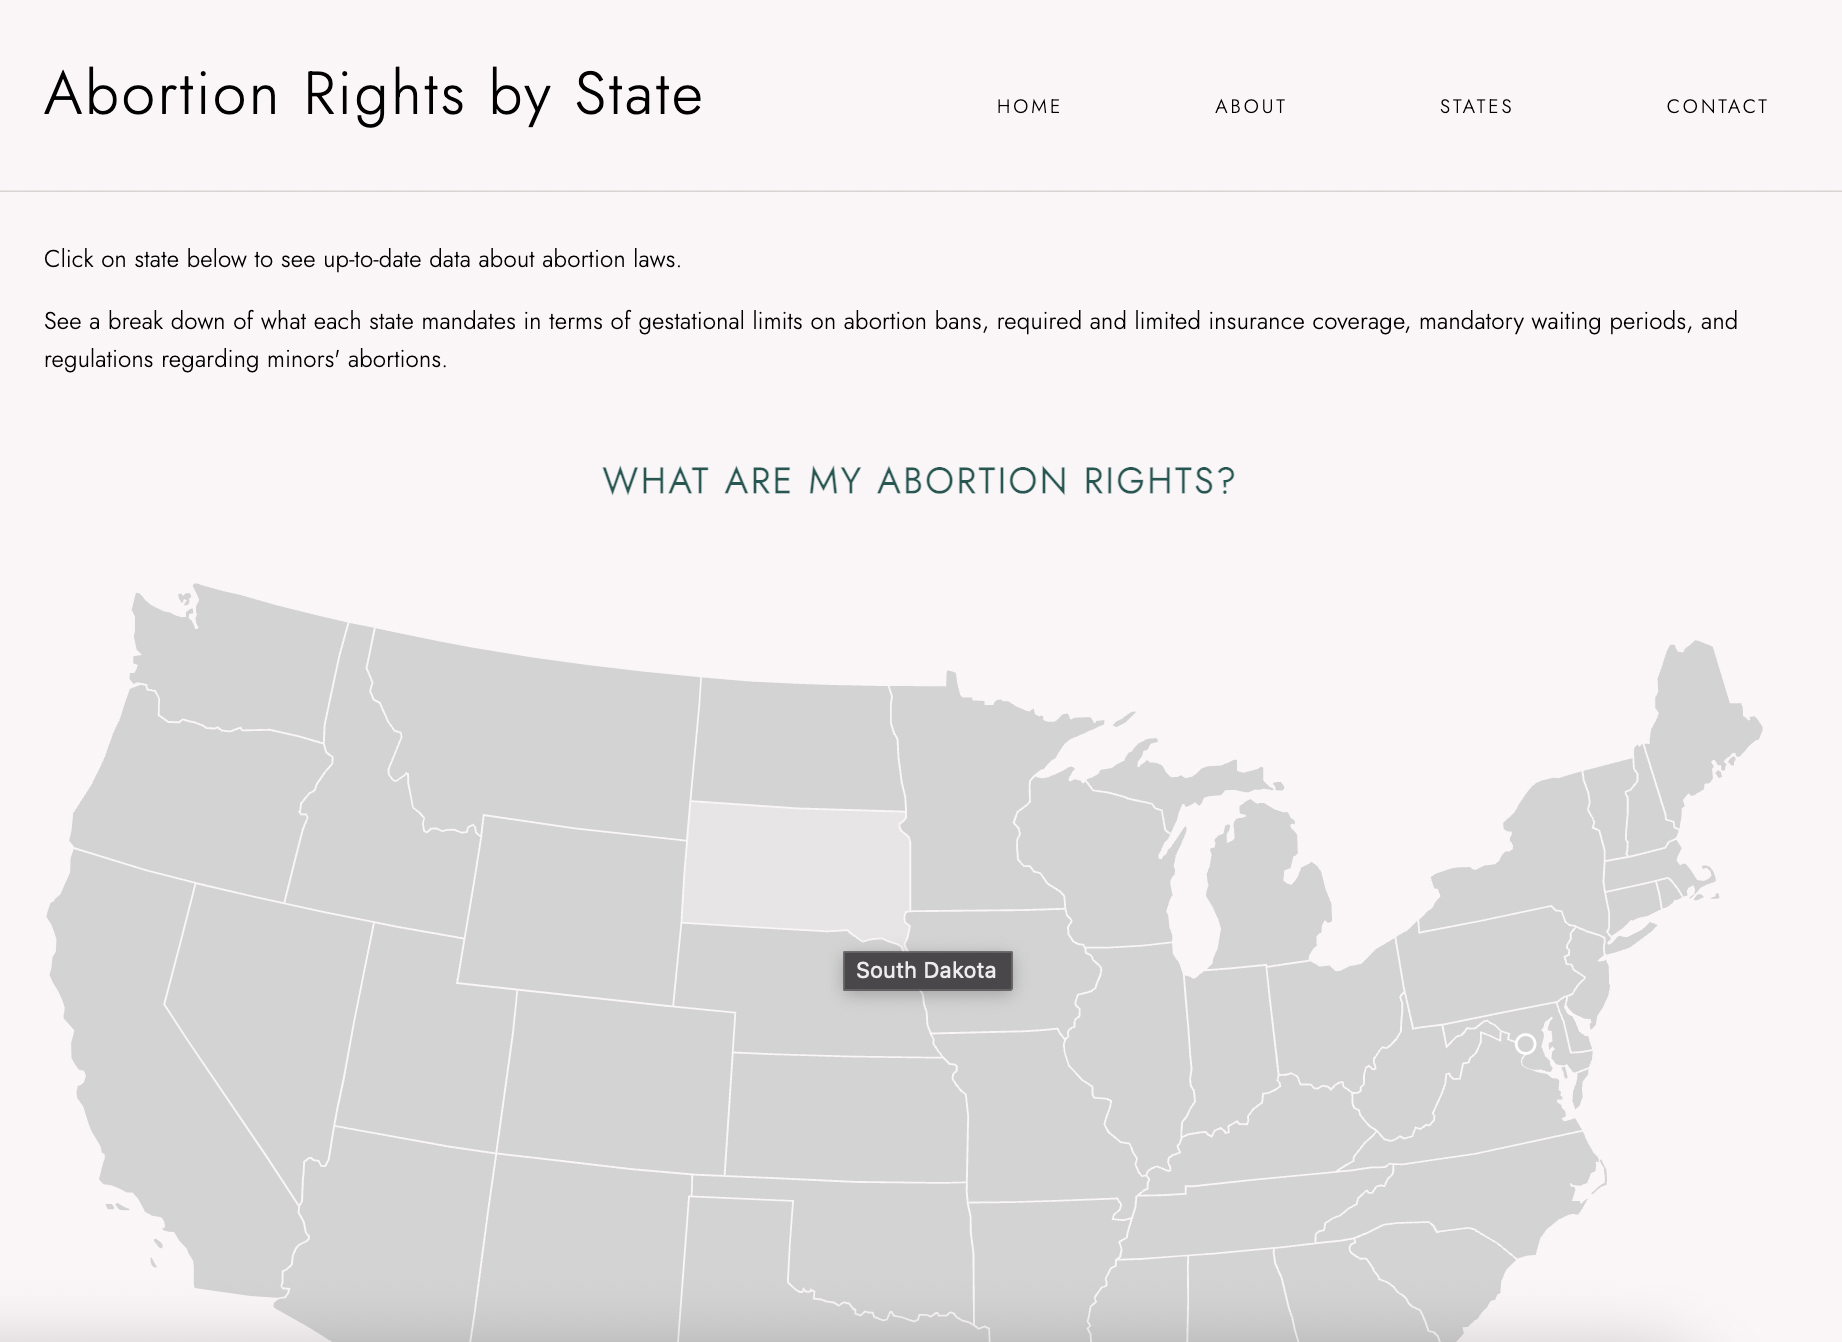 Abortion Rights by State
HOME ABOUT STATES CONTACT
Click on state below to see up-to-date data about abortion laws.
See a break down of what each state mandates in terms of gestational limits on abortion bans, required and limited insurance coverage, mandatory waiting periods, and
regulations regarding minors' abortions.
WHAT ARE MY ABORTION RIGHTS?
South Dakota